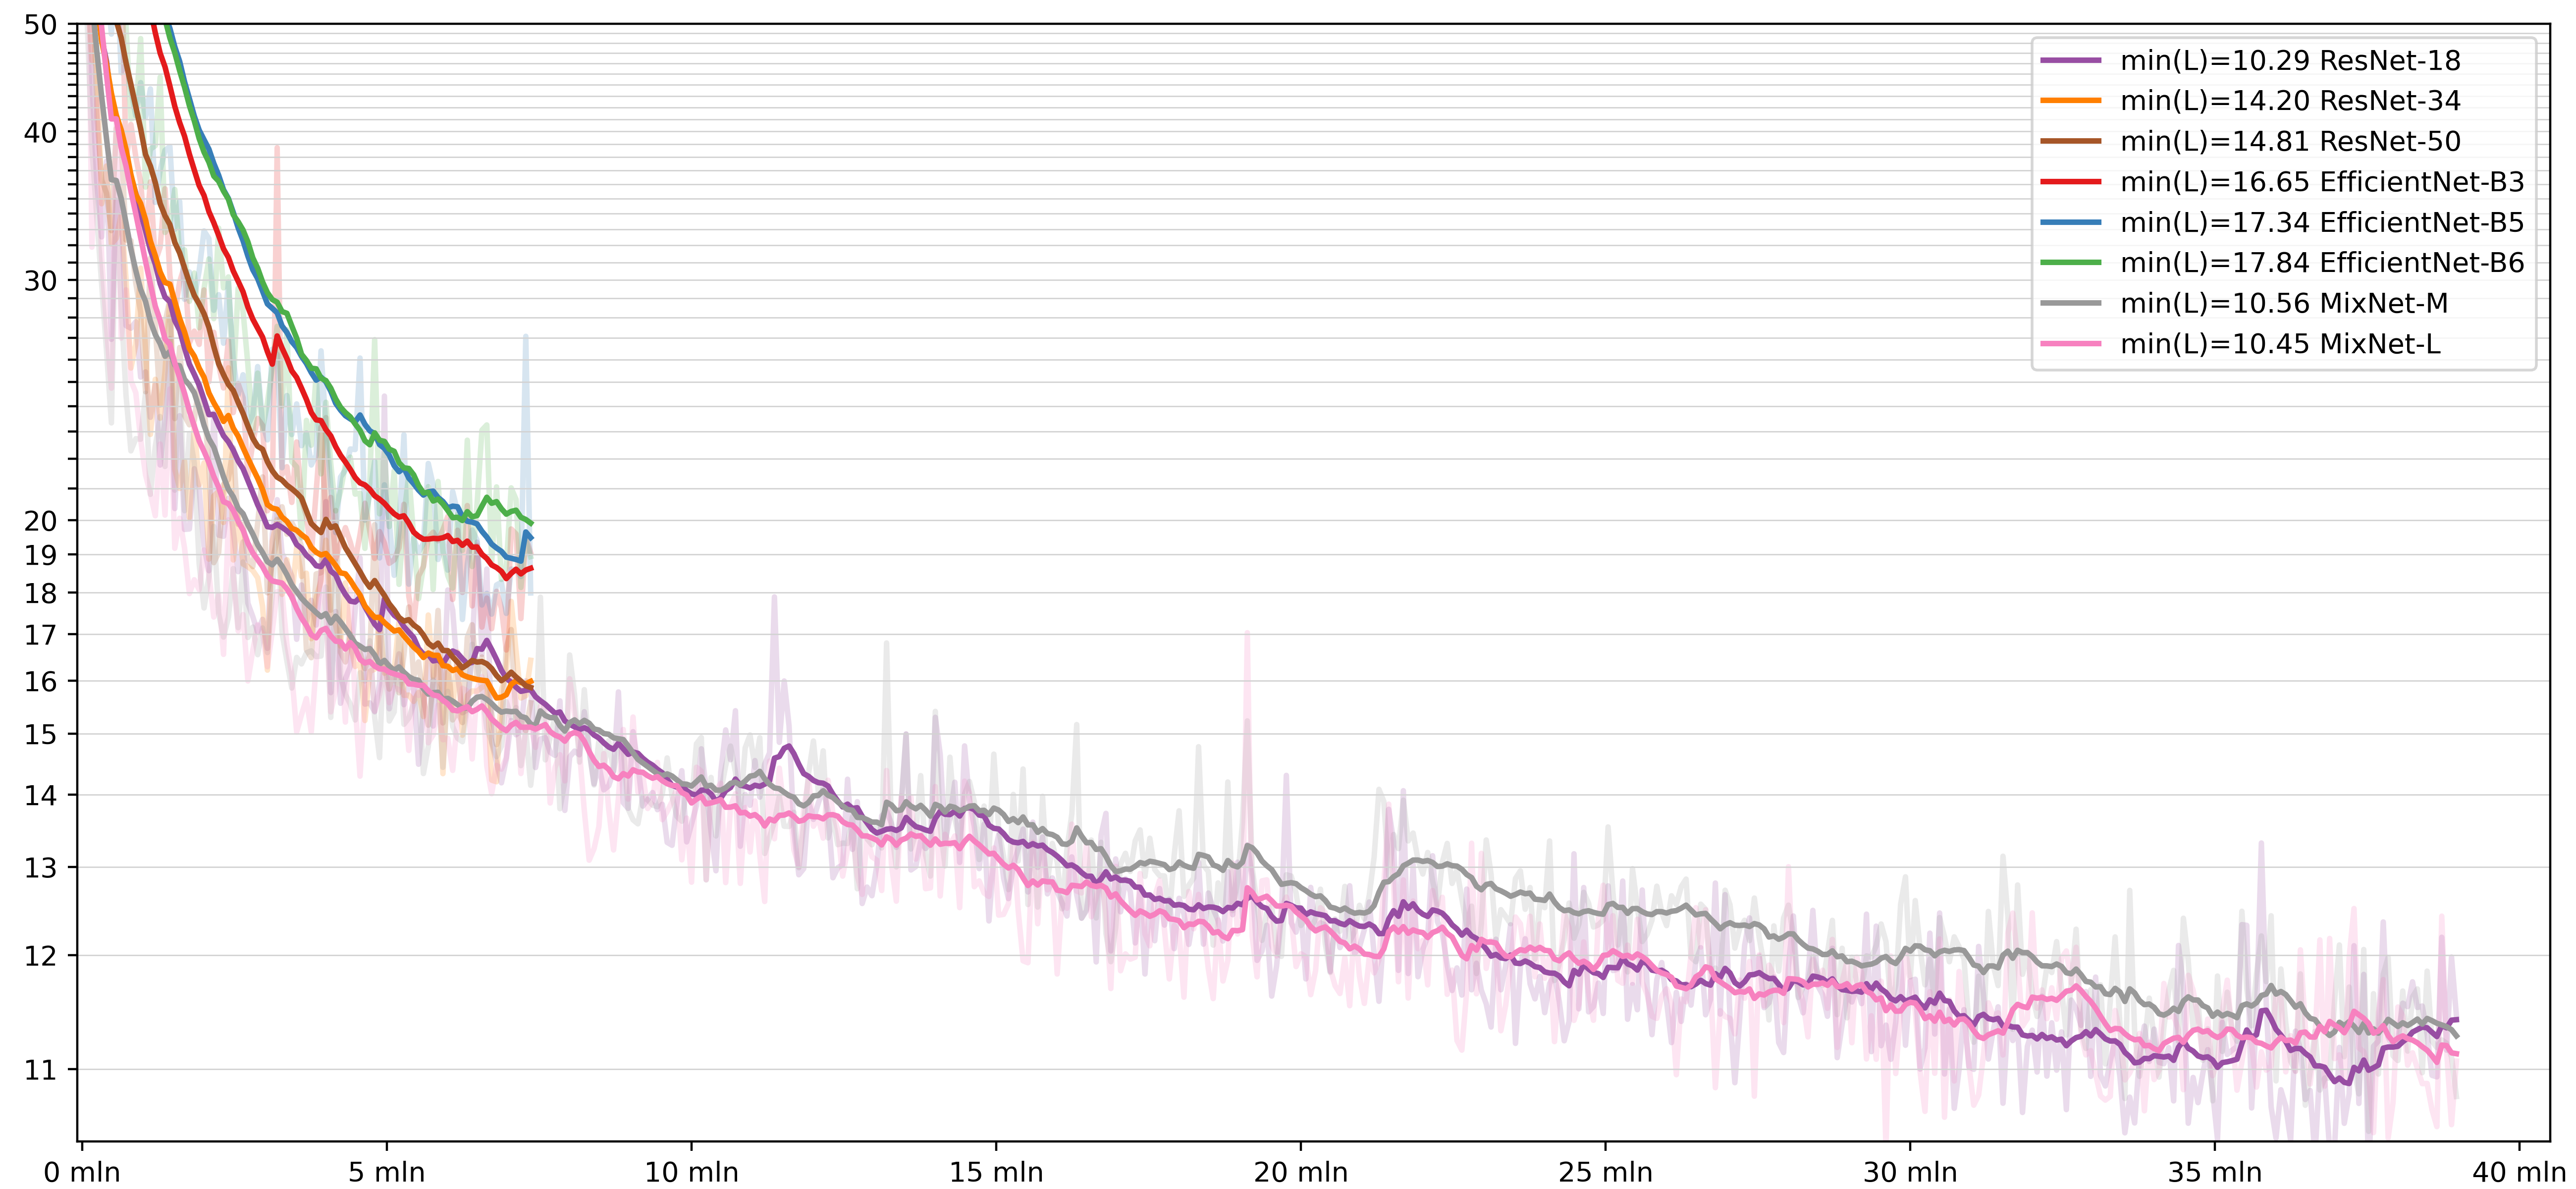 50
40
30
20
19
18
17
16
15
14
13
12
11
0 mln
5 mln
10 mln
15 mln
20 mln
25 mln
30 mln
35 mln
40 mln
min(L)=10.29 ResNet-18
min(L)=14.20 ResNet-34
min(L)=14.81 ResNet-50
min(L)=16.65 EfficientNet-B3
min(L)=17.34 EfficientNet-B5
min(L)=17.84 EfficientNet-B6
min(L)=10.56 MixNet-M
min(L)=10.45 MixNet-L